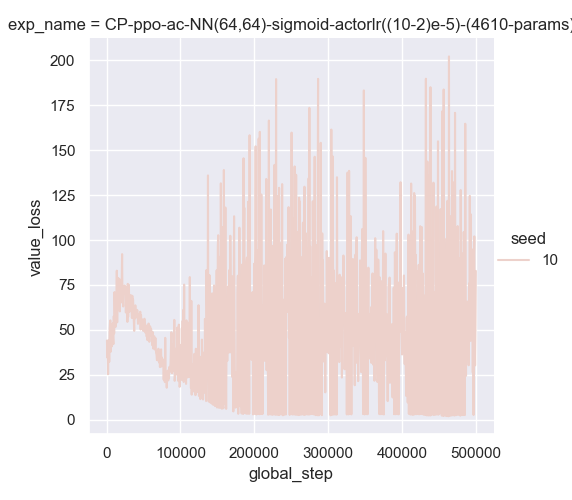 exp_name = CP-ppo-ac-NN(64,64)-sigmoid-actorlr((10-2)e-5)-(4610-params)
200
175
150
125
100
75
50
25
0
value_loss
0 100000 200000 300000 400000 500000
global_step
seed
10